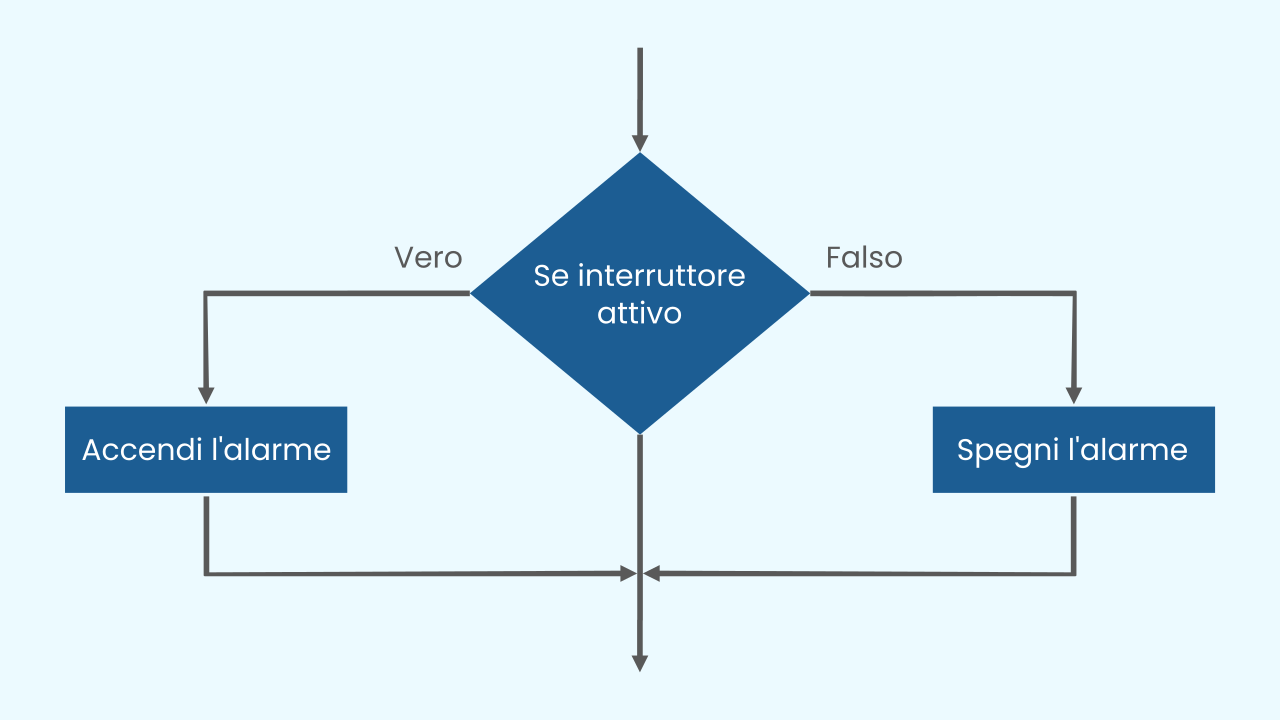 Vero
Falso
Se interruttore
attivo
Accendi l'alarme
Spegni l'alarme